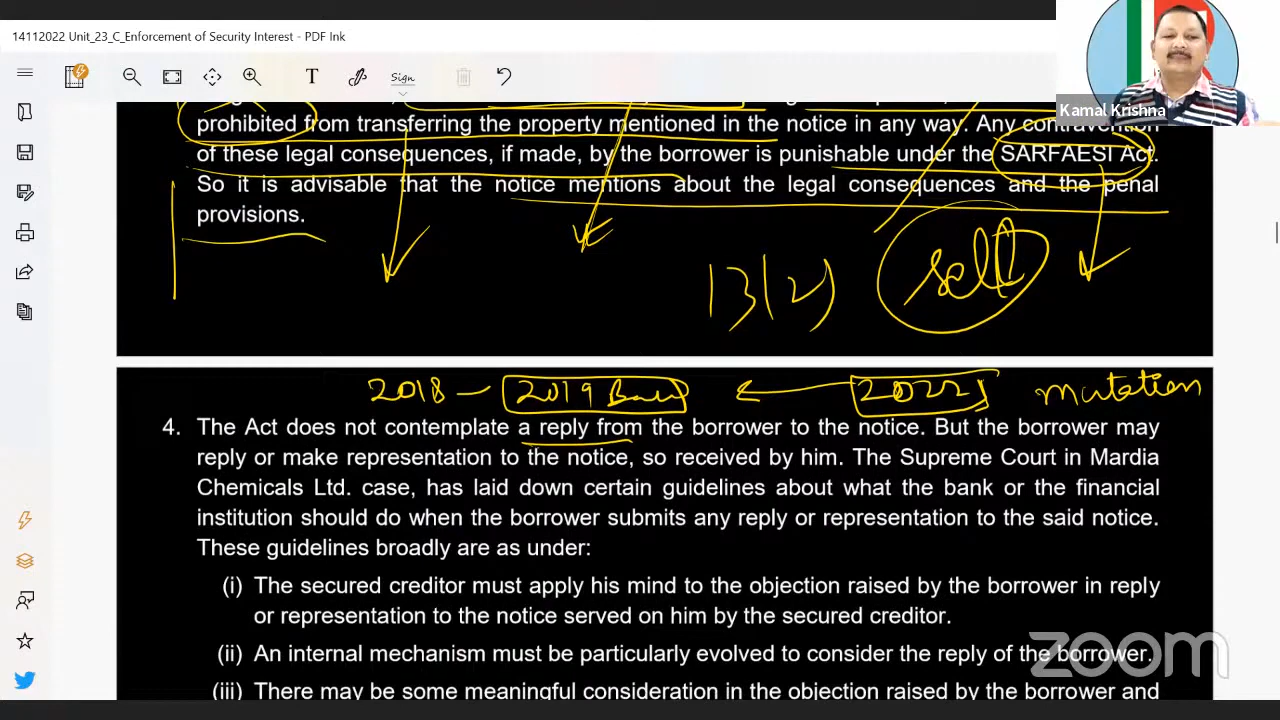 14112022 Unit_23_C_Enforcement of Security Interest - PDF Ink
T
Sign
Kamal Krishna
prohibited from transferring the property mentioned in the notice in any way. Any contravention
of these legal consequences, if made, by the borrower is punishable under the SARFAESI Act.
So it is advisable that the notice mentions about the legal consequences and the penal
provisions.
13(2)
2018 - 2019 2022 mutation
4. The Act does not contemplate a reply from the borrower to the notice. But the borrower may
reply or make representation to the notice, so received by him. The Supreme Court in Mardia
Chemicals Ltd. case, has laid down certain guidelines about what the bank or the financial
institution should do when the borrower submits any reply or representation to the said notice.
These guidelines broadly are as under:
(i) The secured creditor must apply his mind to the objection raised by the borrower in reply
or representation to the notice served on him by the secured creditor.
(ii) An internal mechanism must be particularly evolved to consider the reply of the borrower.
(iii) There may be some meaningful consideration in the objection raised by the borrower and
zoom